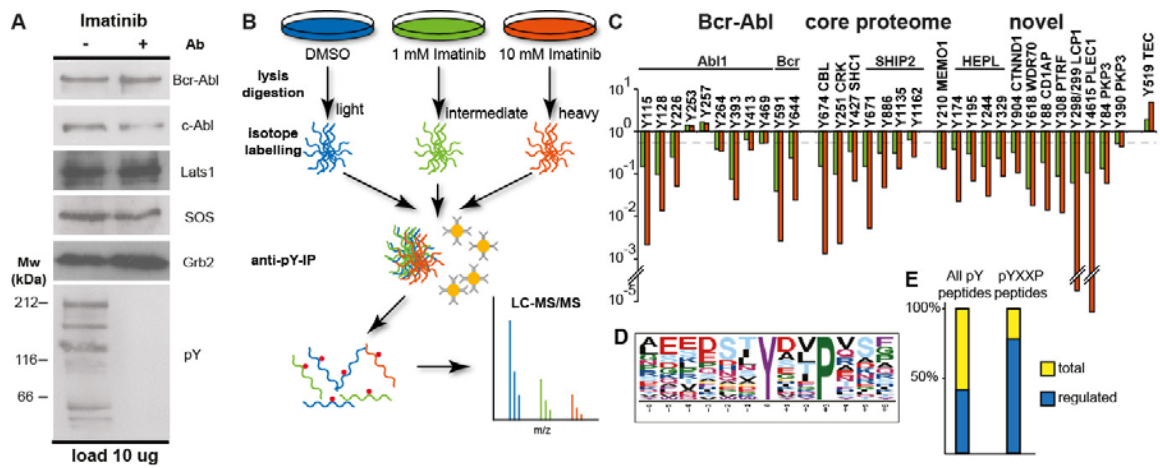 A
Imatinib
- + Ab
Bcr-Abl
c-Abl
Lats1
SOS
Grb2
Mw
(kDa)
212
116
66
pY
load 10 ug
B
DMSO
1 mM Imatinib
10 mM Imatinib
lysis
digestion
light
intermediate
heavy
isotope
labelling
anti-pY-IP
LC-MS/MS
m/z
C
Bcr-Abl
core proteome
novel
Abl1
Bcr
SHIP2
HEPL
Y115
Y128
Y226
Y253
Y257
Y264
Y393
Y413
Y469
Y591
Y644
Y674 CBL
Y251 CRK
Y427 SHC1
Y671
Y886
Y1135
Y1162
Y210 MEMO1
Y174
Y195
Y244
Y329
Y904 CTNND1
Y618 WDR70
Y88 CD1AP
Y308 PTRF
Y298/299 LCP1
Y4615 PLEC1
Y84 PKP3
Y390 PKP3
Y519 TEC
10^1
10^0
10^-1
10^-2
10^-3
10^-5
D
E
All pY
peptides
pYXXP
peptides
100%
50%
total
regulated